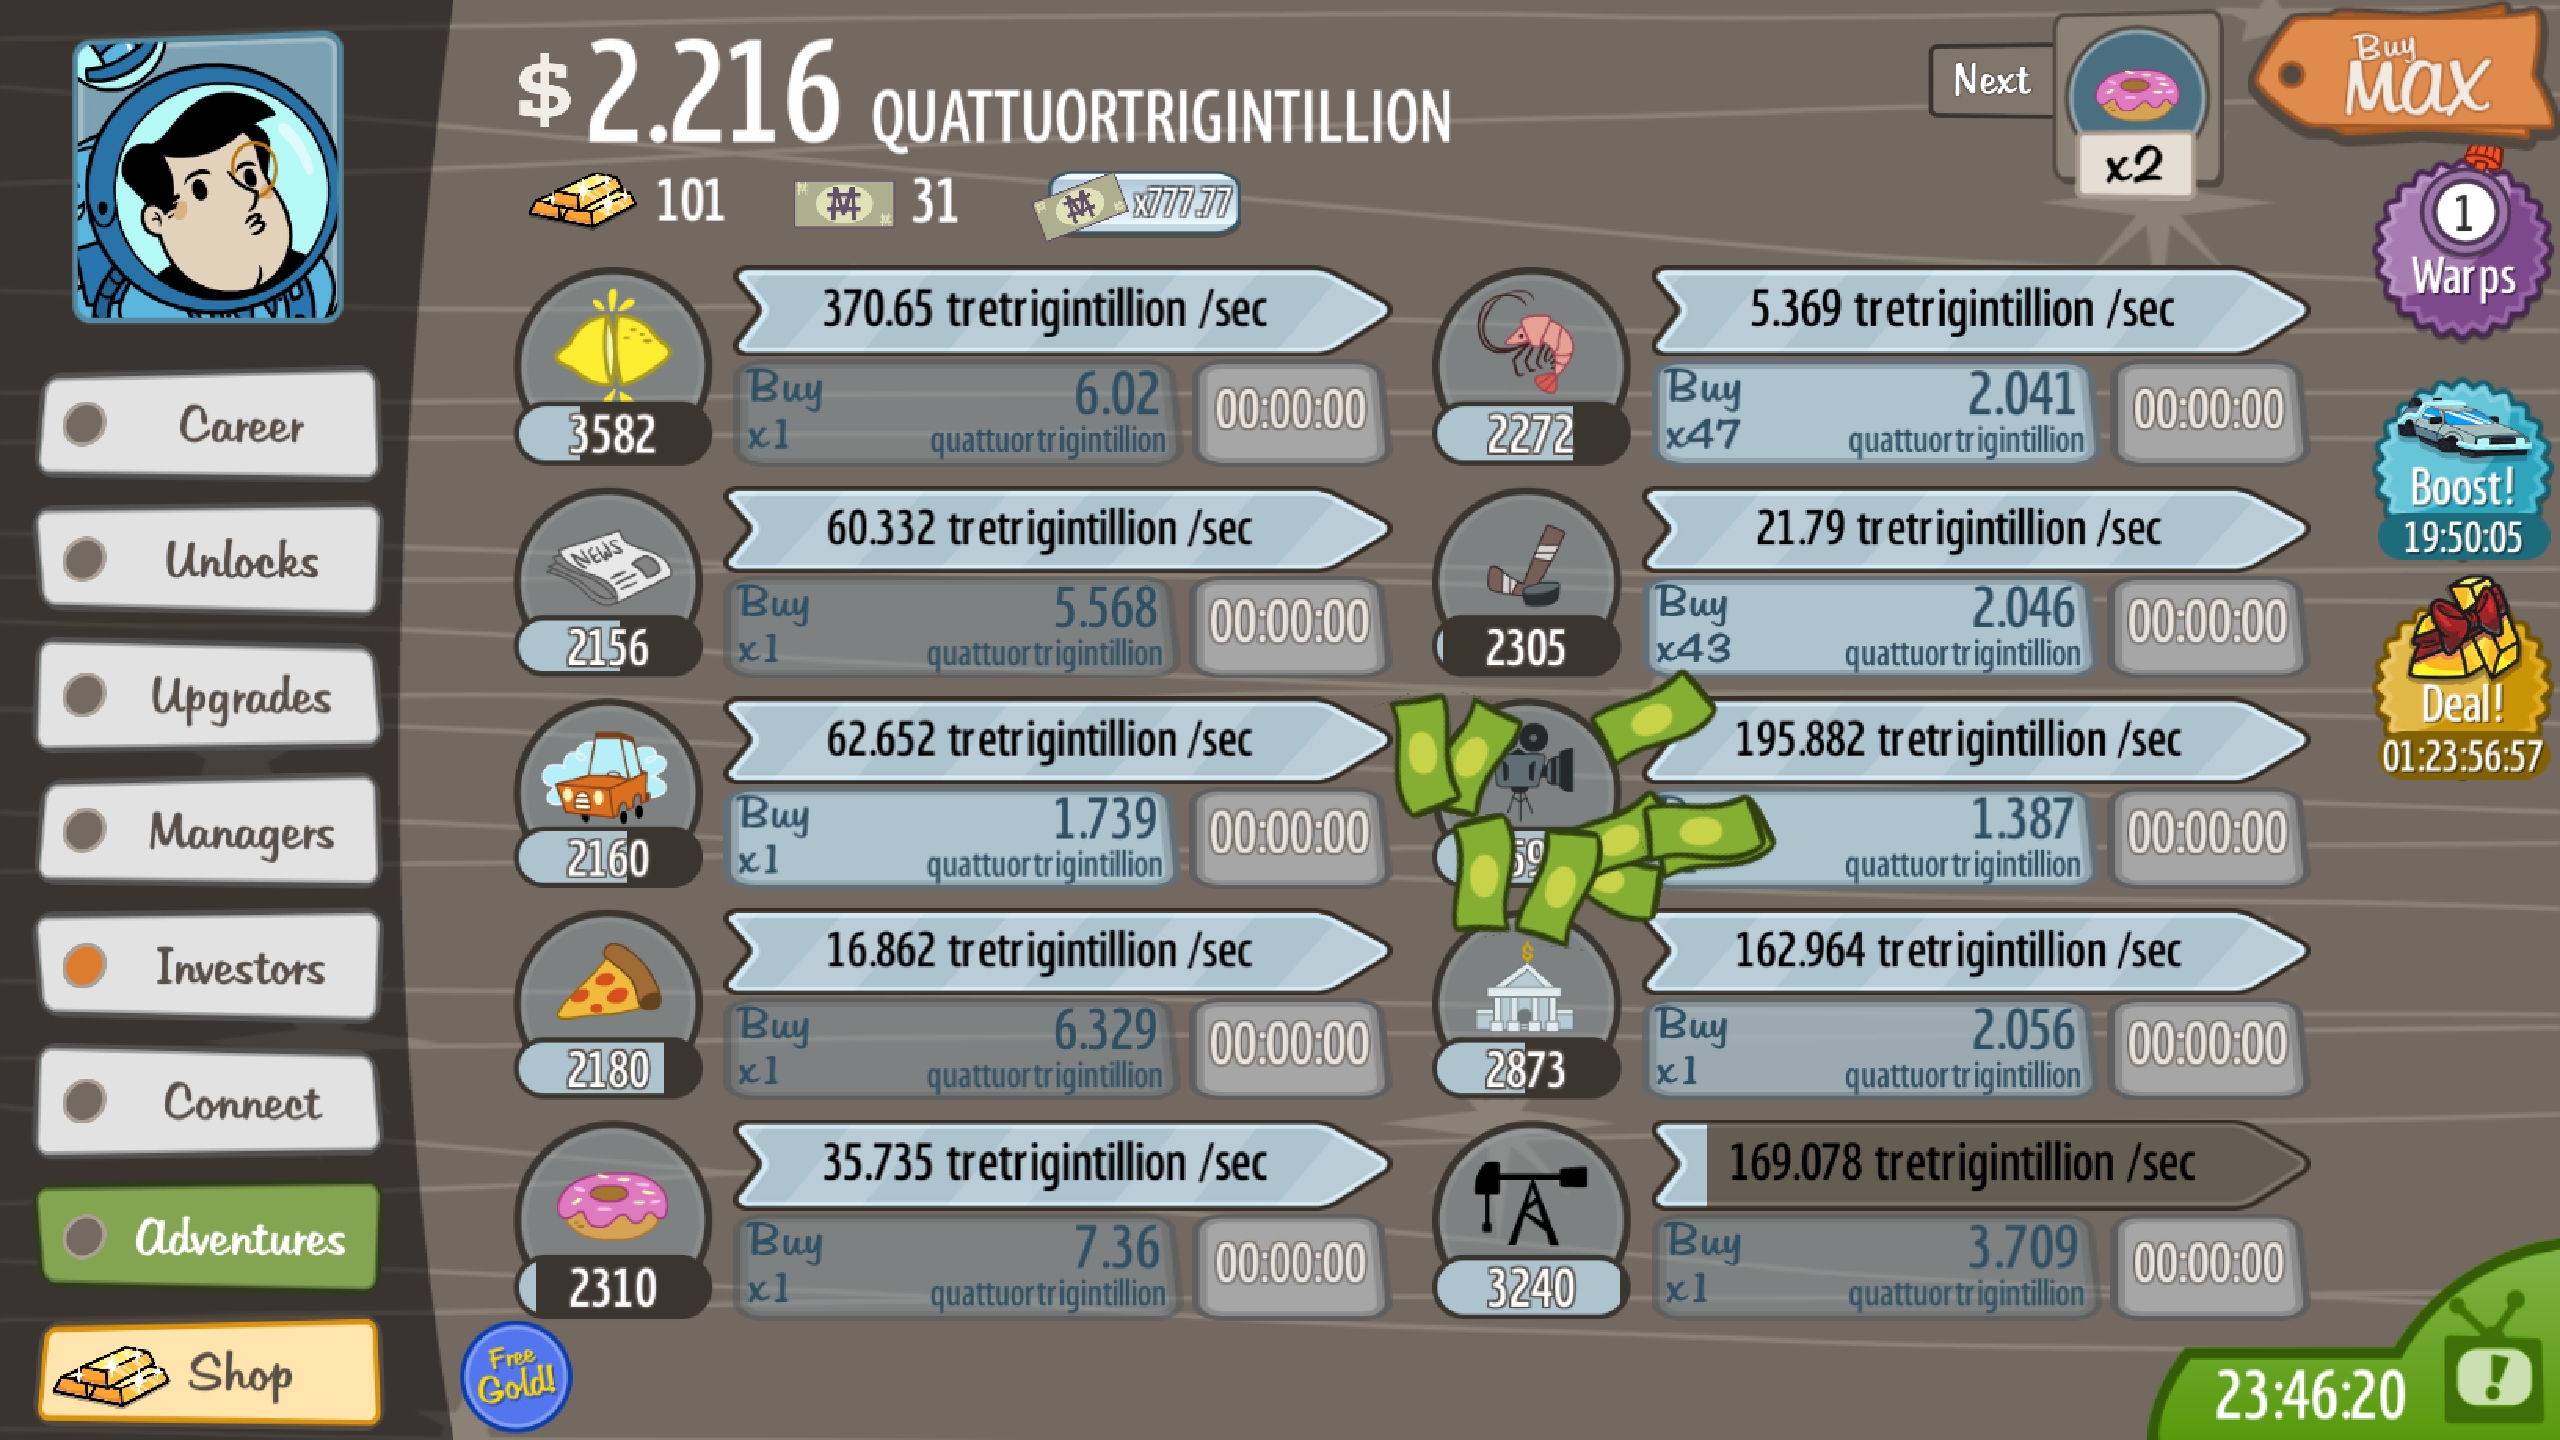 $2.216 QUATTUORTRIGINTILLION
101 31 x777.77
Next
x2
Buy
MAX
1
Warps
Boost!
19:50:05
Deal!
01:23:56:57
Career
Unlocks
Upgrades
Managers
Investors
Connect
Adventures
Shop
370.65 tretrigintillion /sec
3582
Buy
x1
6.02
quattuortrigintillion
00:00:00
NEWS
60.332 tretrigintillion /sec
2156
Buy
x1
5.568
quattuortrigintillion
00:00:00
62.652 tretrigintillion /sec
2160
Buy
x1
1.739
quattuortrigintillion
00:00:00
16.862 tretrigintillion /sec
2180
Buy
x1
6.329
quattuortrigintillion
00:00:00
35.735 tretrigintillion /sec
2310
Buy
x1
7.36
quattuortrigintillion
00:00:00
5.369 tretrigintillion /sec
2272
Buy
x47
2.041
quattuortrigintillion
00:00:00
21.79 tretrigintillion /sec
2305
Buy
x43
2.046
quattuortrigintillion
00:00:00
195.882 tretrigintillion /sec
1.387
quattuortrigintillion
00:00:00
162.964 tretrigintillion /sec
2873
Buy
x1
2.056
quattuortrigintillion
00:00:00
169.078 tretrigintillion /sec
3240
Buy
x1
3.709
quattuortrigintillion
00:00:00
Free
Gold!
23:46:20